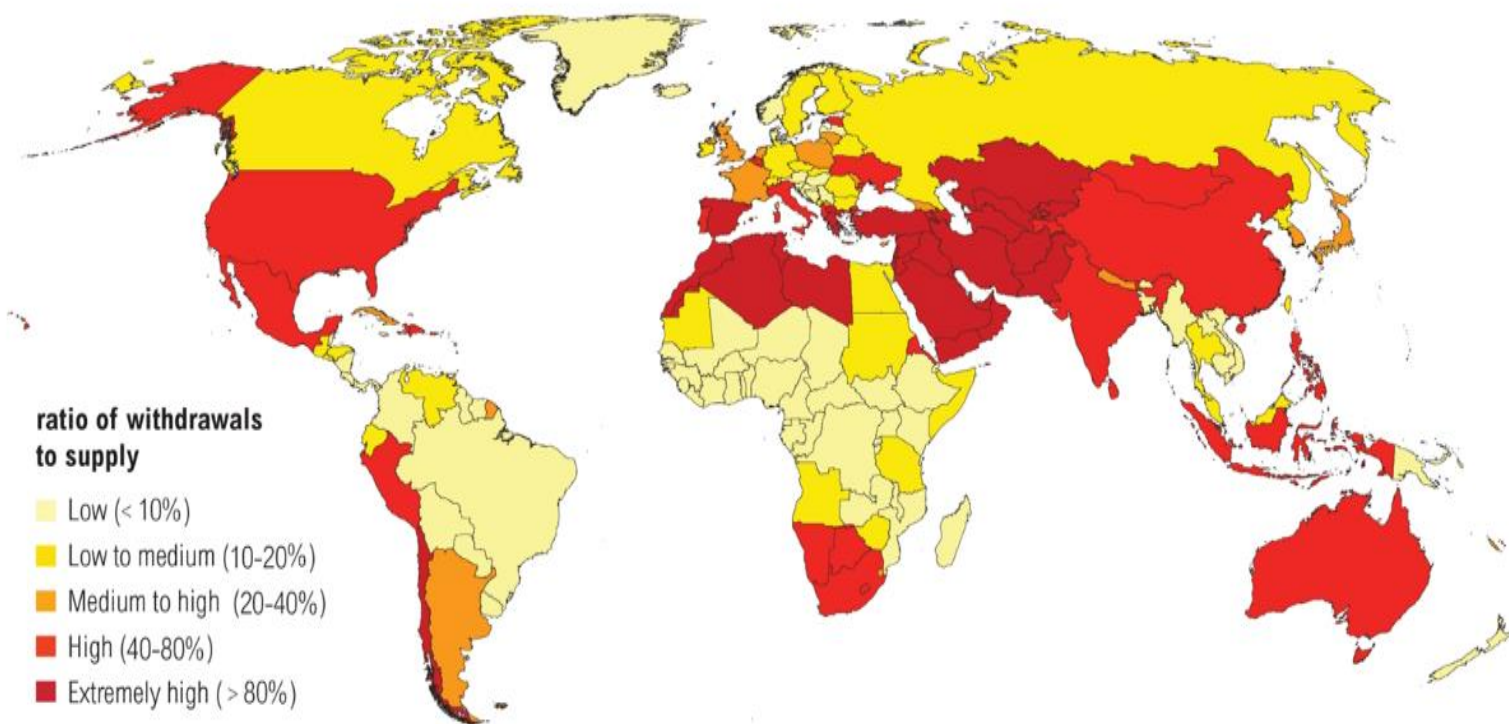 ratio of withdrawals
to supply
Low (< 10%)
Low to medium (10-20%)
Medium to high (20-40%)
High (40-80%)
Extremely high (> 80%)